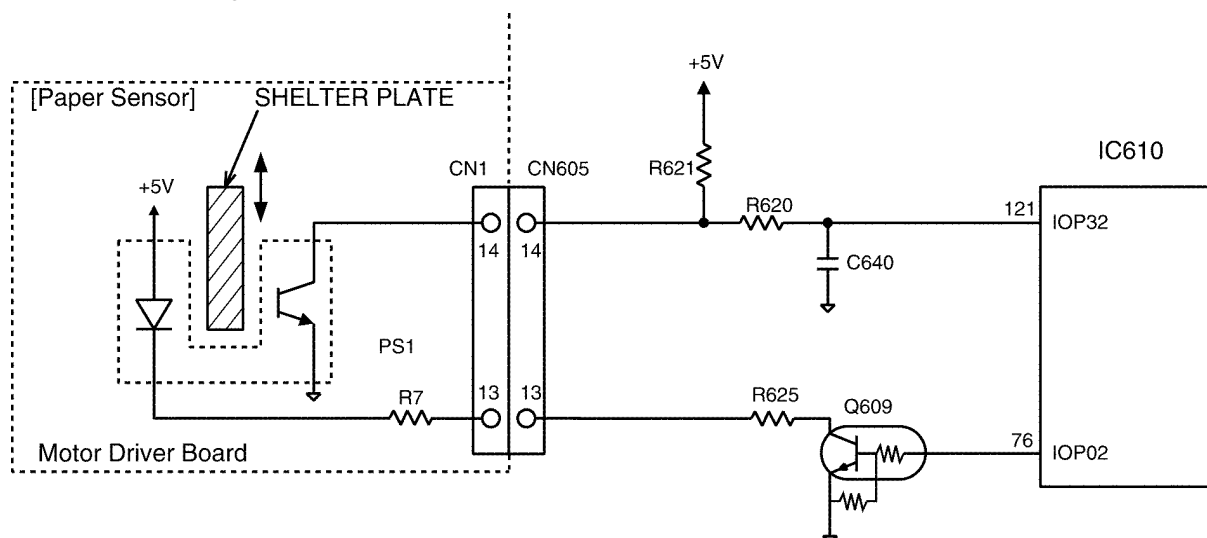 +5V
[Paper Sensor] SHELTER PLATE
IC610
CN1 CN605
R621
+5V
R620
121 IOP32
14 14
C640
PS1
13 13
R7
R625
Q609
76 IOP02
Motor Driver Board